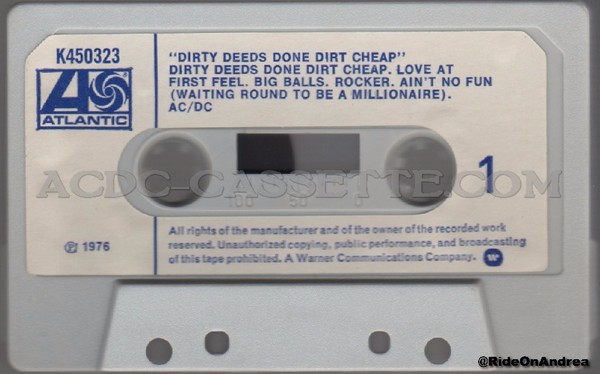 K450323
ATLANTIC
℗ 1976
"DIRTY DEEDS DONE DIRT CHEAP"
DIRTY DEEDS DONE DIRT CHEAP. LOVE AT
FIRST FEEL. BIG BALLS. ROCKER. AIN'T NO FUN
(WAITING ROUND TO BE A MILLIONAIRE).
AC/DC
ACDC-CASSETTE.COM
100 50 0
1
All rights of the manufacturer and of the owner of the recorded work
reserved. Unauthorized copying, public performance, and broadcasting
of this tape prohibited. A Warner Communications Company.
@RideOnAndrea